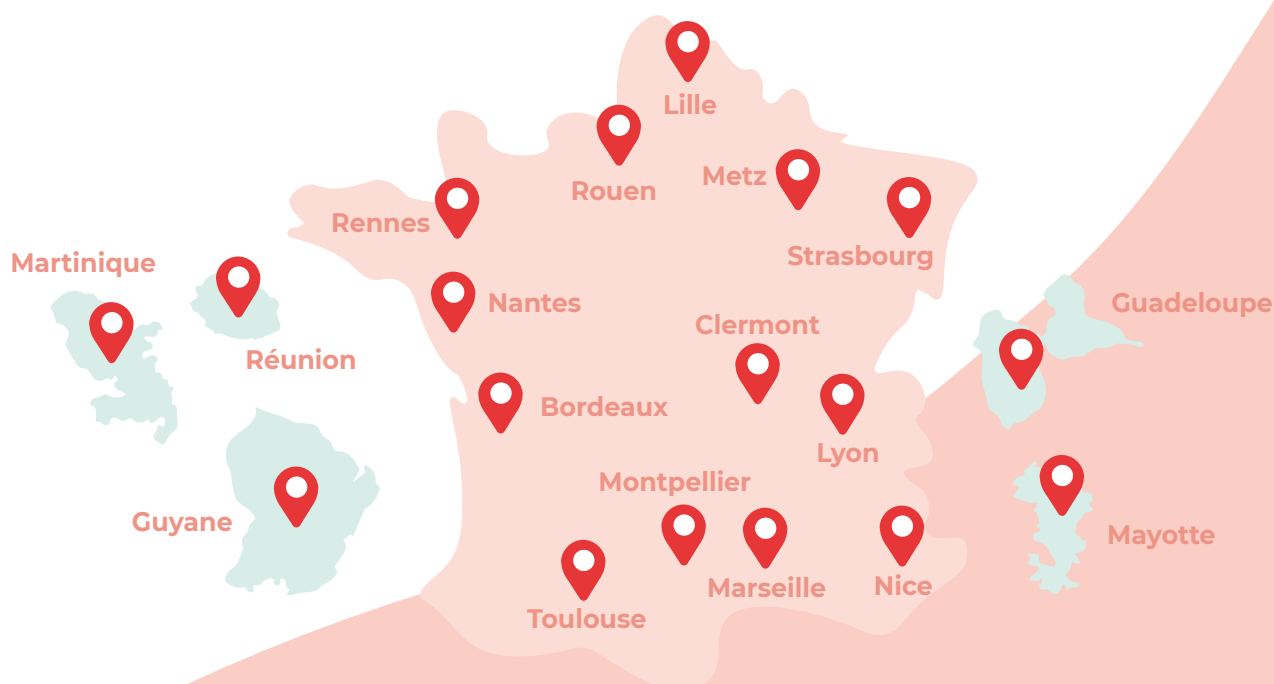 Lille
Metz
Rouen
Rennes
Strasbourg
Martinique
Nantes
Guadeloupe
Clermont
Réunion
Bordeaux
Lyon
Montpellier
Guyane
Mayotte
Marseille
Nice
Toulouse